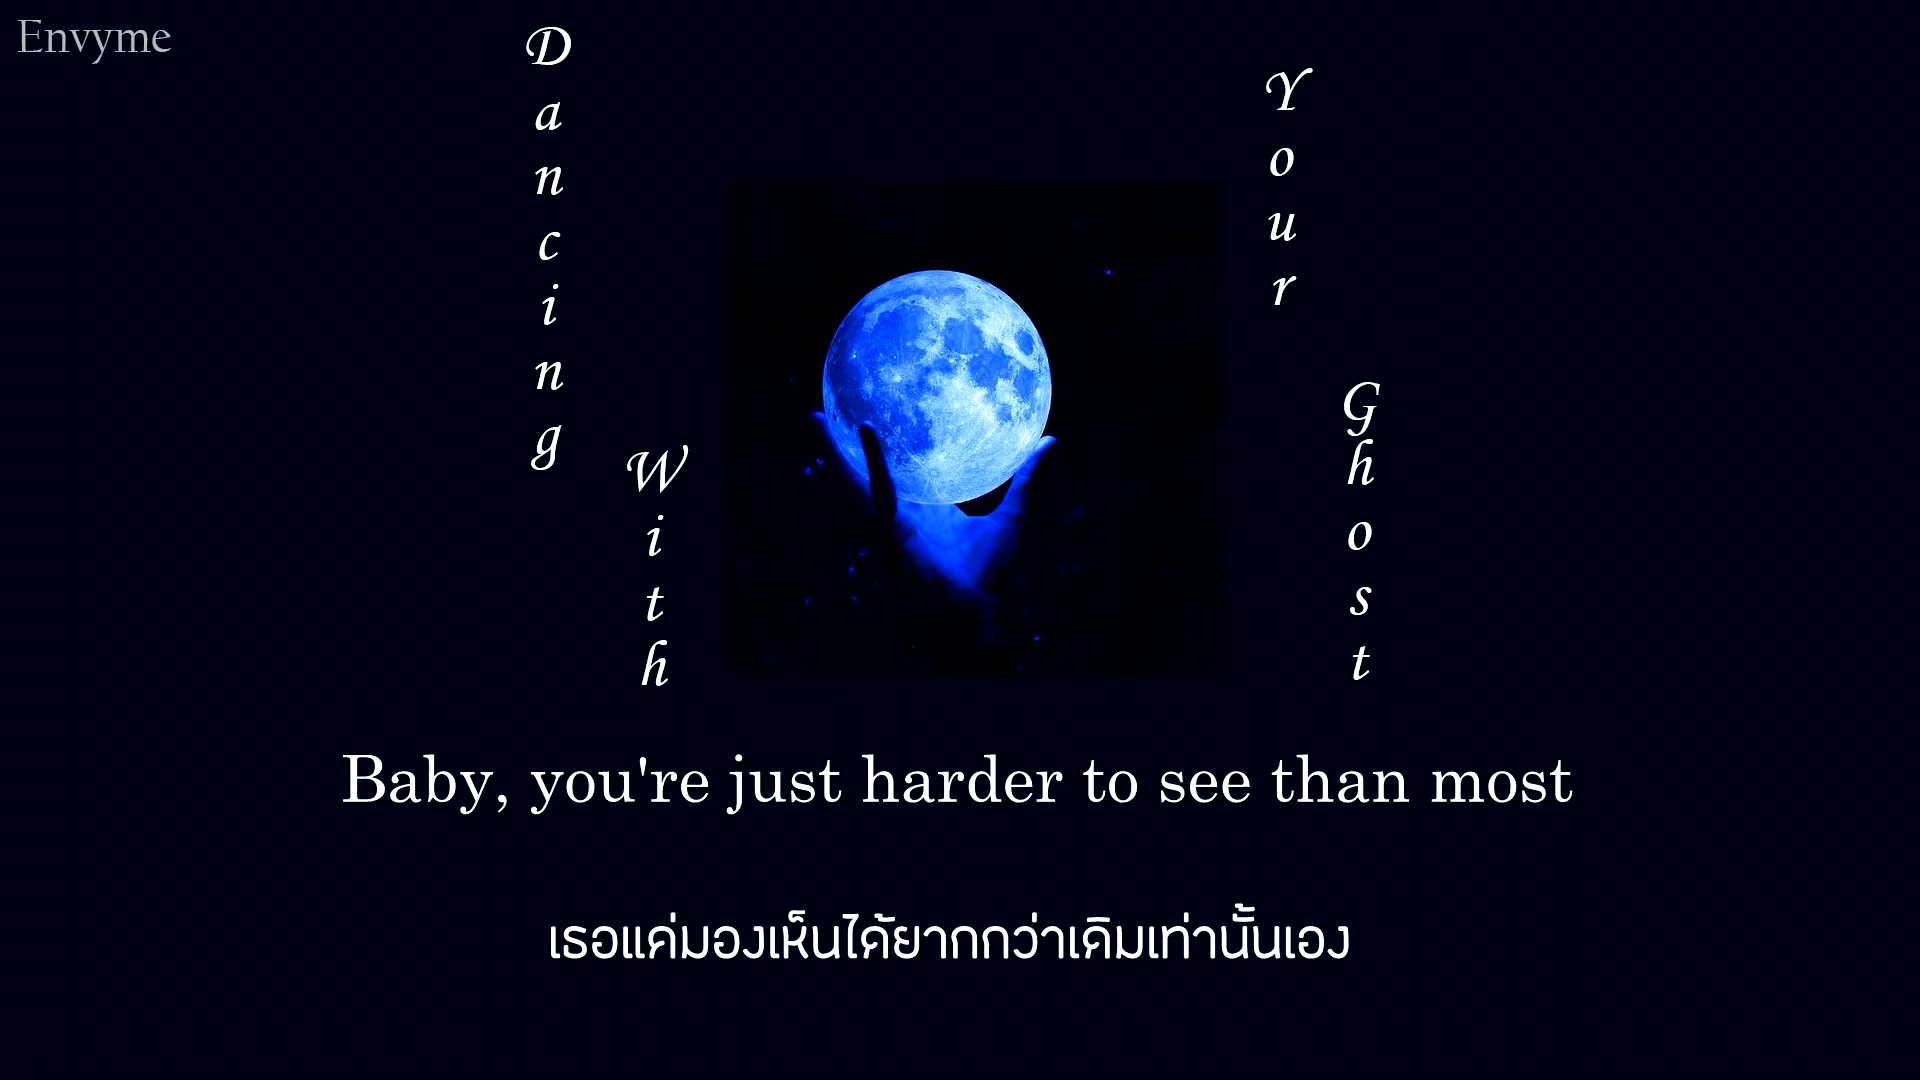 Envyme
Dancing
With
Your
Ghost
Baby, you're just harder to see than most
เธอแค่มองเห็นได้ยากกว่าเดิมเท่านั้นเอง